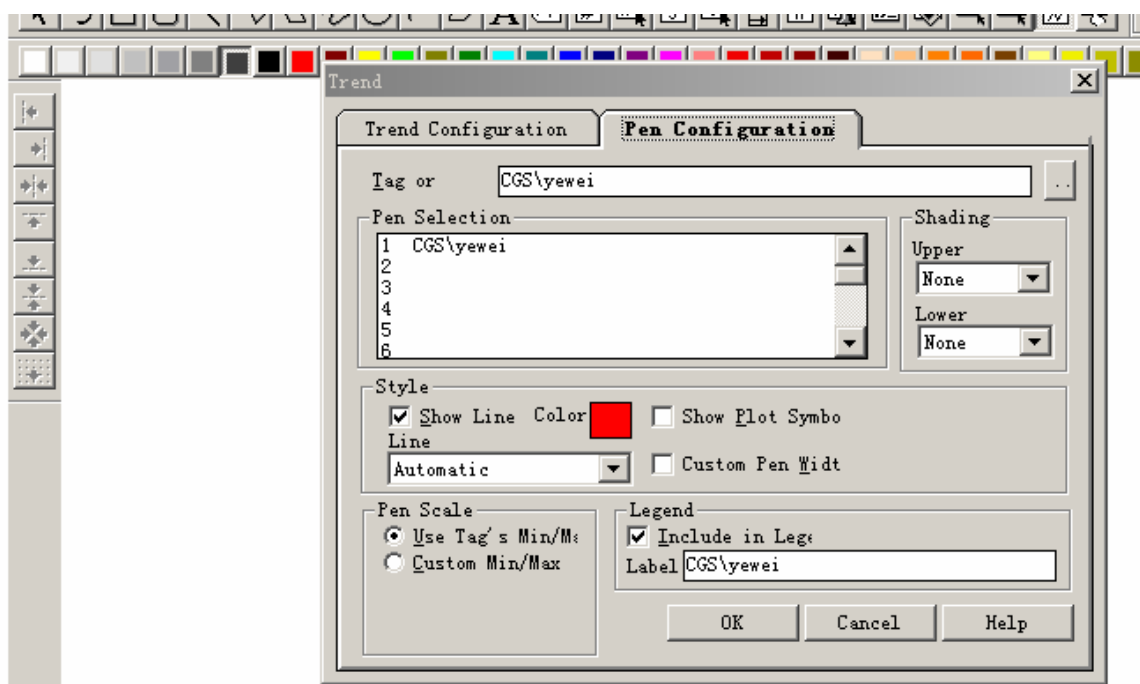 Trend
Trend Configuration
Pen Configuration
Tag or
CGS\yewei
..
Pen Selection
Shading
1 CGS\yewei
2
3
4
5
6
Upper
None
Lower
None
Style
Show Line Color
Show Plot Symbo
Line
Automatic
Custom Pen Widt
Pen Scale
Legend
Use Tag's Min/Ma
Include in Lege
Custom Min/Max
Label CGS\yewei
OK
Cancel
Help